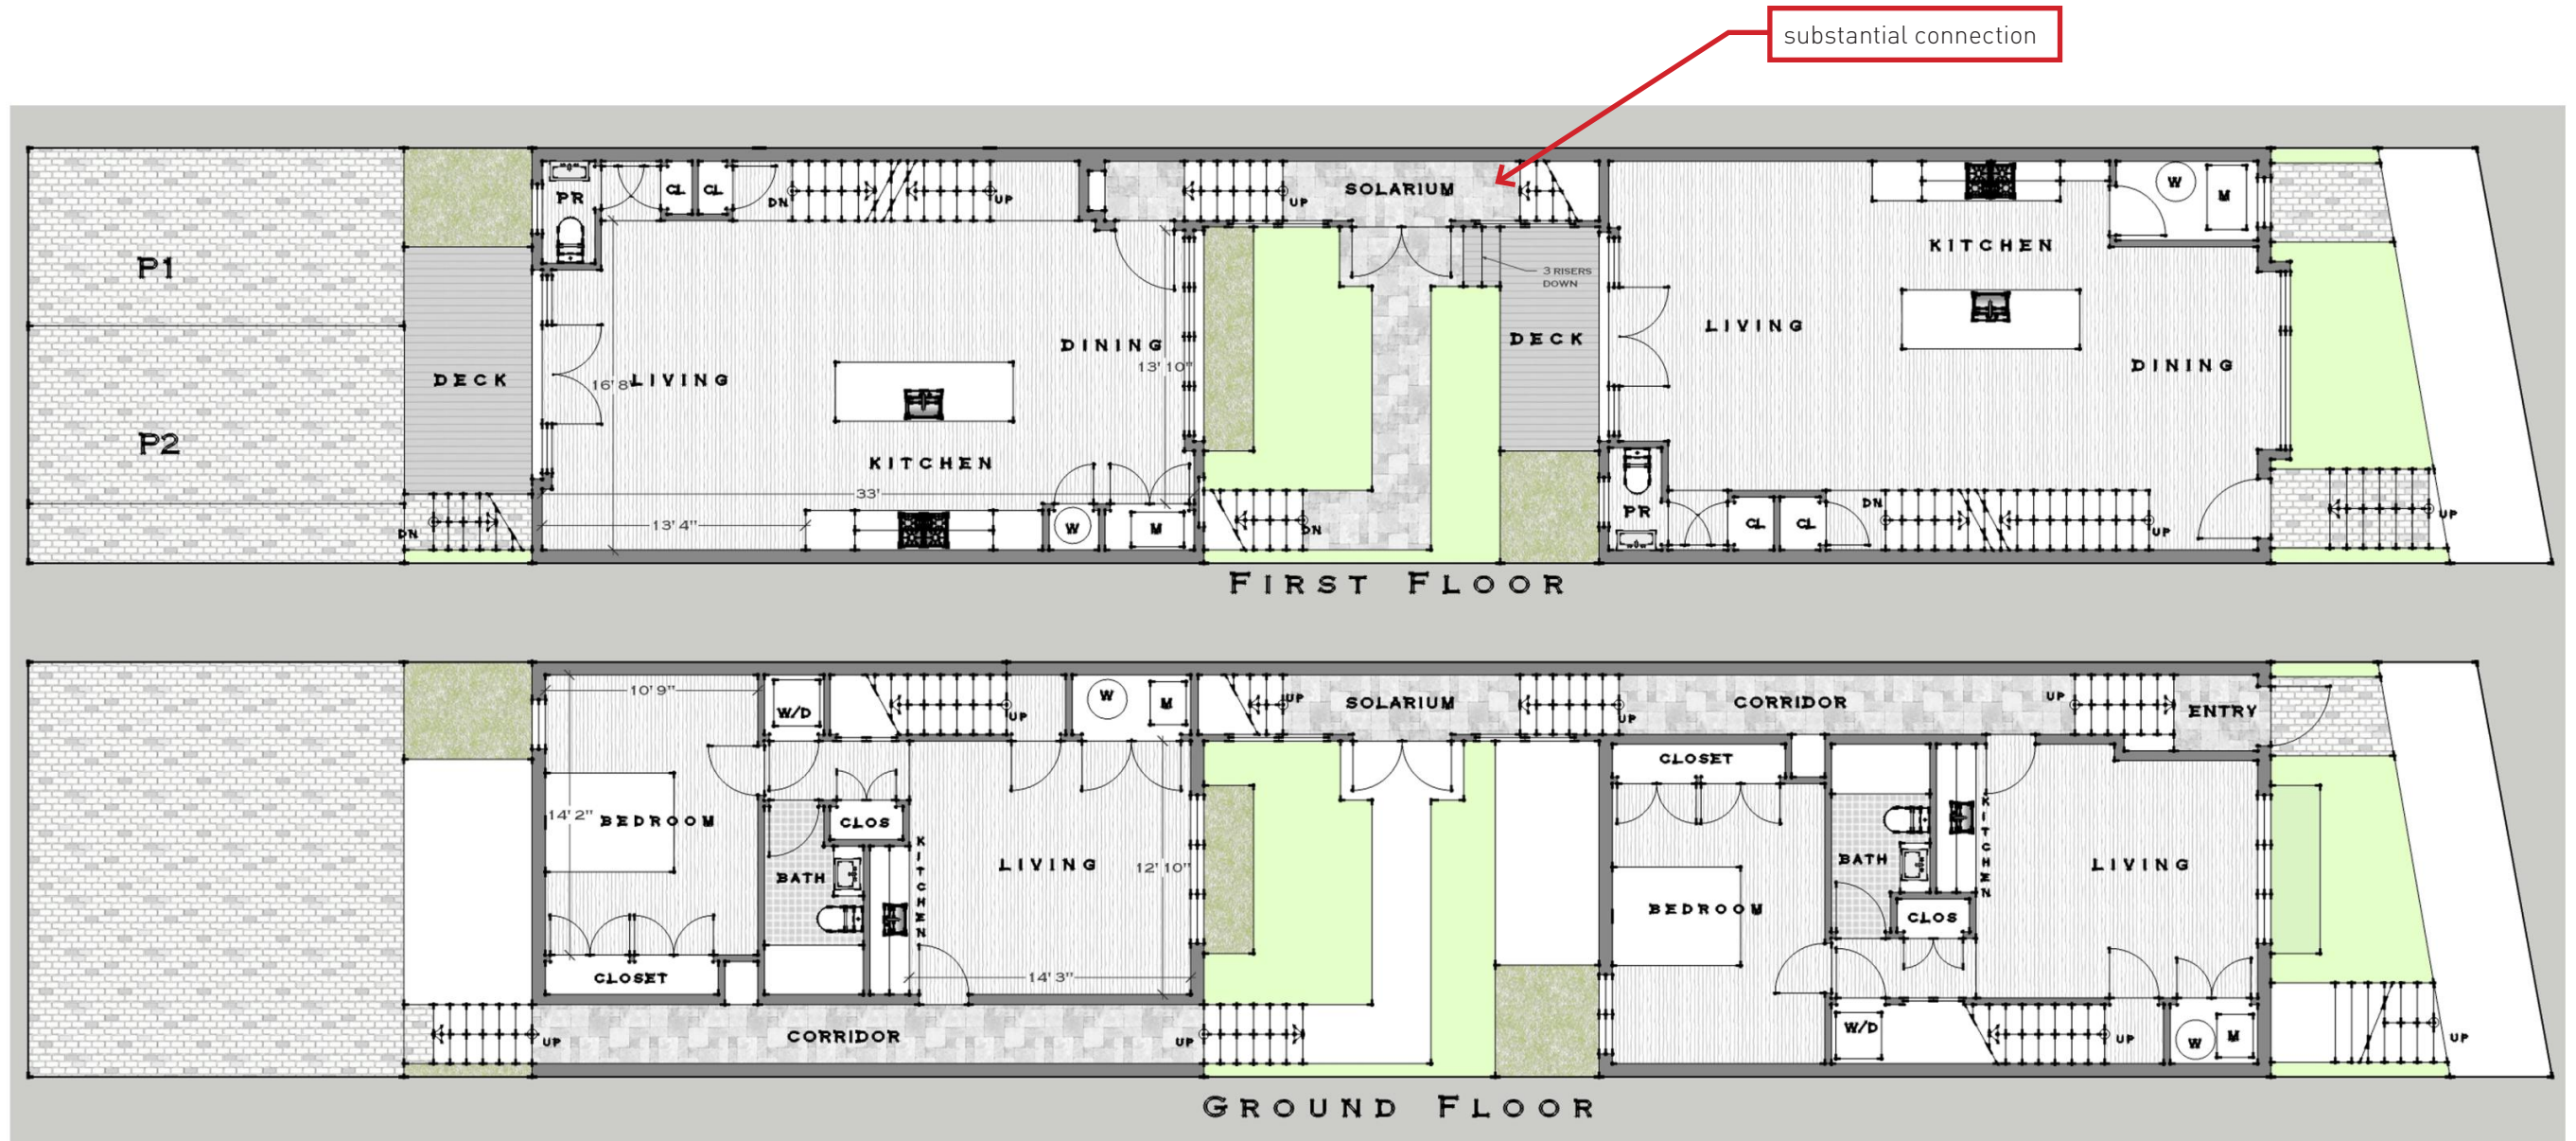 substantial connection
PR
CL
CL
DN
UP
UP
SOLARIUM
W
M
KITCHEN
P1
3 RISERS
DOWN
LIVING
DINING
13' 10"
DECK
DECK
16' 8"
LIVING
DINING
P2
KITCHEN
33'
13' 4"
W
M
DN
DN
PR
CL
CL
DN
UP
UP
FIRST FLOOR
10' 9"
W/D
UP
W
M
UP
SOLARIUM
UP
CORRIDOR
UP
ENTRY
CLOSET
14' 2"
BEDROOM
CLOS
KITCHEN
LIVING
12' 10"
BATH
KITCHEN
LIVING
BATH
BEDROOM
CLOS
CLOSET
14' 3"
UP
CORRIDOR
UP
W/D
UP
W
M
UP
GROUND FLOOR